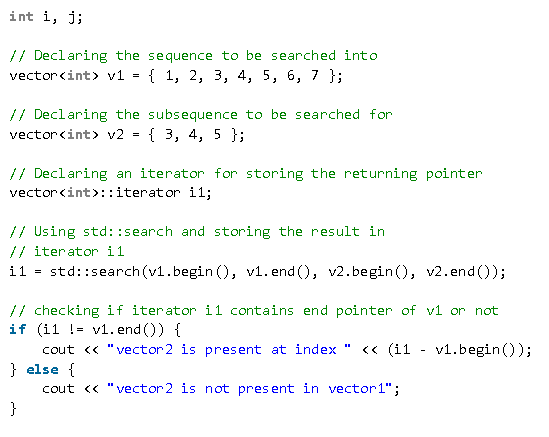 int i, j;
// Declaring the sequence to be searched into
vector<int> v1 = { 1, 2, 3, 4, 5, 6, 7 };
// Declaring the subsequence to be searched for
vector<int> v2 = { 3, 4, 5 };
// Declaring an iterator for storing the returning pointer
vector<int>::iterator i1;
// Using std::search and storing the result in
// iterator i1
i1 = std::search(v1.begin(), v1.end(), v2.begin(), v2.end());
// checking if iterator i1 contains end pointer of v1 or not
if (i1 != v1.end()) {
    cout << "vector2 is present at index " << (i1 - v1.begin());
} else {
    cout << "vector2 is not present in vector1";
}